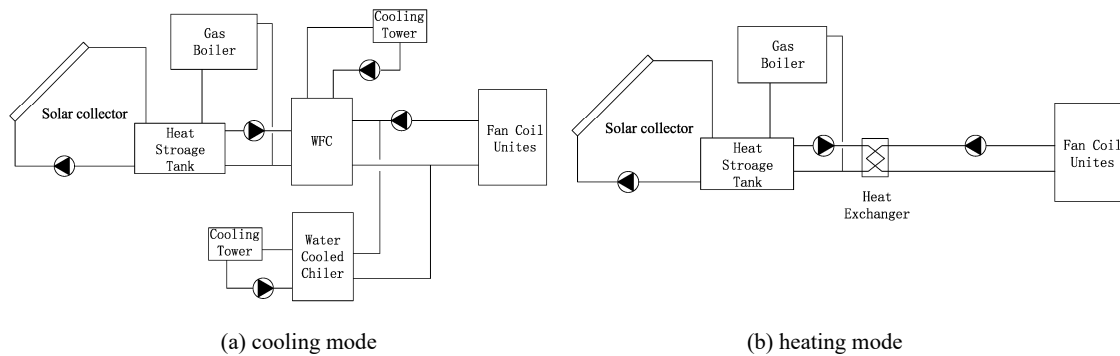 Cooling
Tower
Gas
Boiler
Solar collector
Heat
Stroage
Tank
WFC
Fan Coil
Unites
Cooling
Tower
Water
Cooled
Chiler
(a) cooling mode
Gas
Boiler
Solar collector
Heat
Stroage
Tank
Heat
Exchanger
Fan Coil
Unites
(b) heating mode